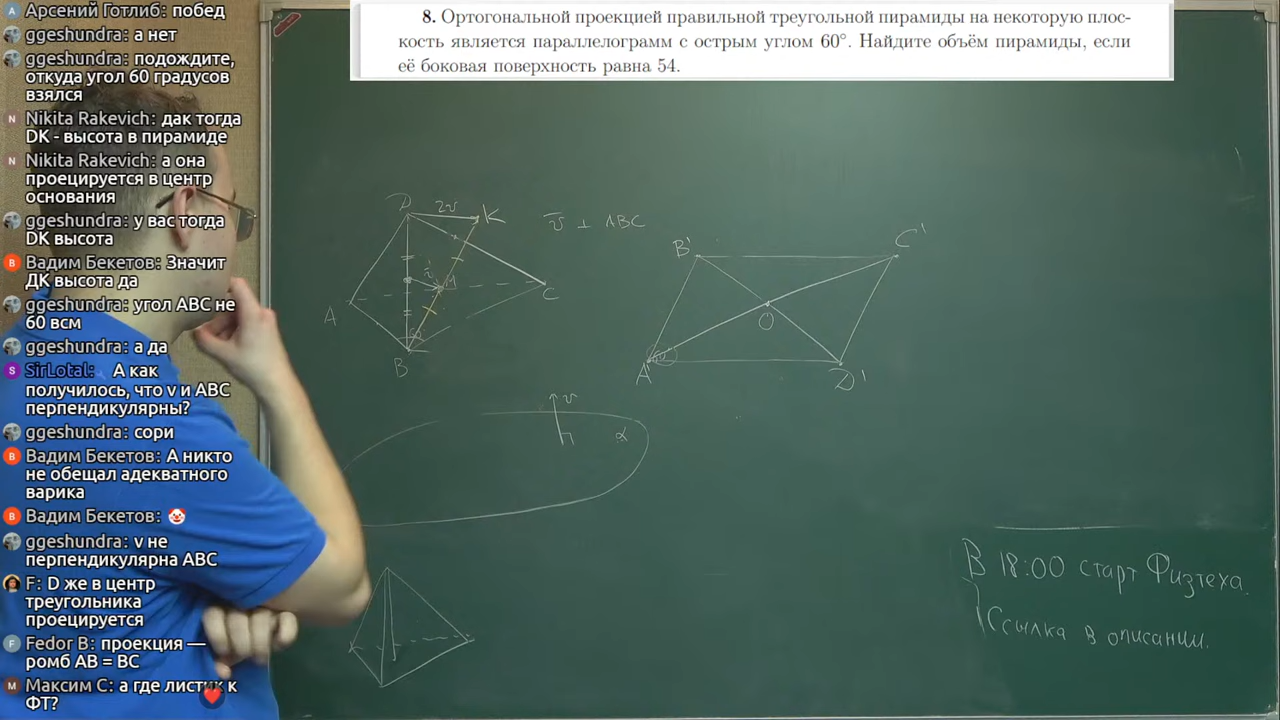 8. Ортогональной проекцией правильной треугольной пирамиды на некоторую плос-
кость является параллелограмм с острым углом 60°. Найдите объём пирамиды, если
её боковая поверхность равна 54.
Арсений Готлиб: побед
ggeshundra: а нет
ggeshundra: подождите,
откуда угол 60 градусов
взялся
Nikita Rakevich: дак тогда
DK - высота в пирамиде
Nikita Rakevich: а она
проецируется в центр
основания
ggeshundra: у вас тогда
DK высота
Вадим Бекетов: Значит
ДК высота да
ggeshundra: угол ABC не
60 всм
ggeshundra: а да
SirLotal: А как
получилось, что v и ABC
перпендикулярны?
ggeshundra: сори
Вадим Бекетов: А никто
не обещал адекватного
варика
Вадим Бекетов: 🤡
ggeshundra: v не
перпендикулярна ABC
F: D же в центр
треугольника
проецируется
Fedor B: проекция —
ромб AB = BC
Максим С: а где листик к
ФТ?
D 2v K
v̅ ⊥ ABC
M
A
C
B
B' C'
O
A' D'
v
α
В 18:00 старт Физтеха.
Ссылка в описании.